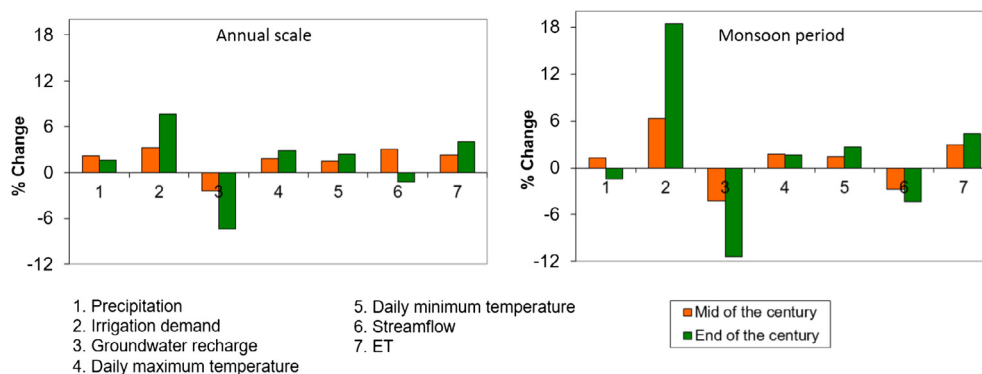 Annual scale
% Change
18
12
6
0
-6
-12
1 2 3 4 5 6 7
Monsoon period
% Change
18
12
6
0
-6
-12
1 2 3 4 5 6 7
1. Precipitation
2. Irrigation demand
3. Groundwater recharge
4. Daily maximum temperature
5. Daily minimum temperature
6. Streamflow
7. ET
Mid of the century
End of the century